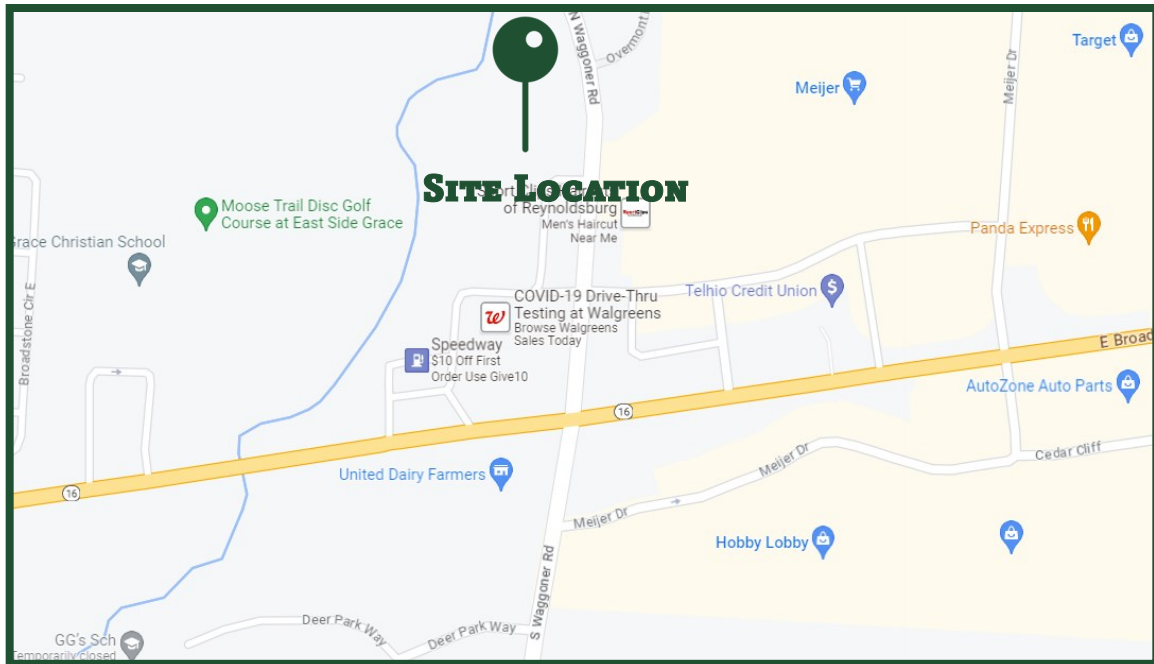 N Waggoner Rd
Overmont
Meijer Dr
Target
Meijer
SITE LOCATION
Sport Clips Haircuts
of Reynoldsburg
Men's Haircut
Near Me
Moose Trail Disc Golf
Course at East Side Grace
Grace Christian School
Panda Express
Broadstone Cir E
Telhio Credit Union
COVID-19 Drive-Thru
Testing at Walgreens
Browse Walgreens
Sales Today
Speedway
$10 Off First
Order Use Give10
E Broad
AutoZone Auto Parts
16
United Dairy Farmers
Meijer Dr
Cedar Cliff
16
Meijer Dr
Hobby Lobby
S Waggoner Rd
Deer Park Way
Deer Park Way
GG's Sch
Temporarily closed